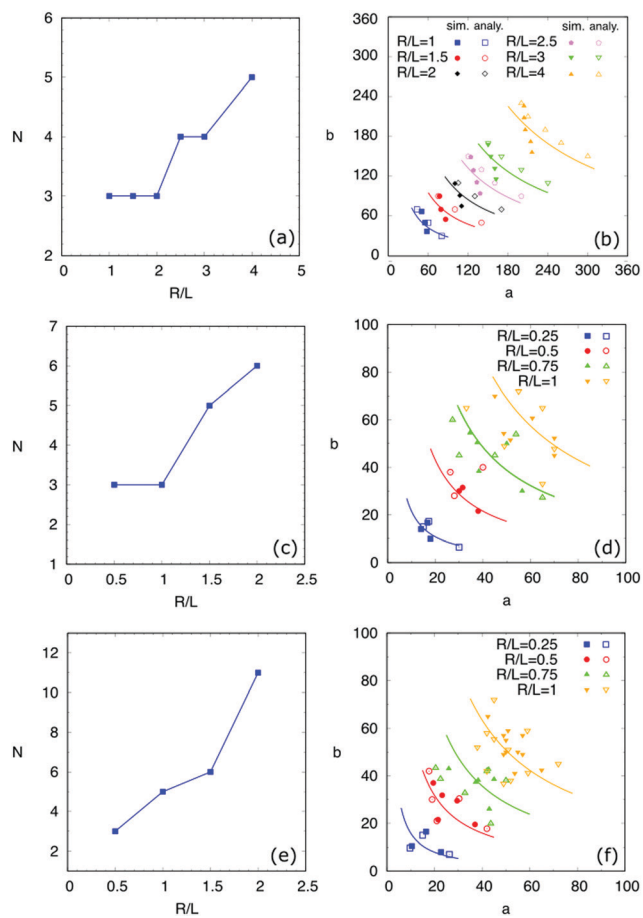 6
5
4
3
2
N
0 1 2 3 4 5
R/L
(a)
360
300
240
180
120
60
0
b
sim. analy. sim. analy.
R/L=1 R/L=2.5
R/L=1.5 R/L=3
R/L=2 R/L=4
0 60 120 180 240 300 360
a
(b)
7
6
5
4
3
2
1
N
0 0.5 1 1.5 2 2.5
R/L
(c)
100
80
60
40
20
0
b
R/L=0.25
R/L=0.5
R/L=0.75
R/L=1
0 20 40 60 80 100
a
(d)
12
10
8
6
4
2
N
0 0.5 1 1.5 2 2.5
R/L
(e)
100
80
60
40
20
0
b
R/L=0.25
R/L=0.5
R/L=0.75
R/L=1
0 20 40 60 80 100
a
(f)